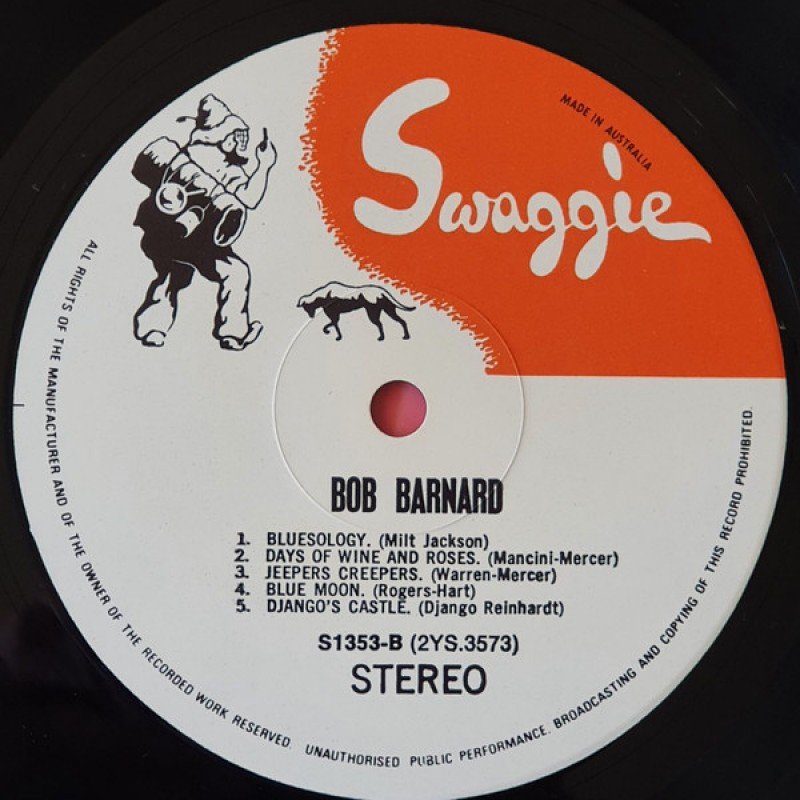 Swaggie
MADE IN AUSTRALIA
BOB BARNARD
1. BLUESOLOGY. (Milt Jackson)
2. DAYS OF WINE AND ROSES. (Mancini-Mercer)
3. JEEPERS CREEPERS. (Warren-Mercer)
4. BLUE MOON. (Rogers-Hart)
5. DJANGO'S CASTLE. (Django Reinhardt)
S1353-B (2YS.3573)
STEREO
ALL RIGHTS OF THE MANUFACTURER AND OF THE OWNER OF THE RECORDED WORK RESERVED. UNAUTHORISED PUBLIC PERFORMANCE. BROADCASTING AND COPYING OF THIS RECORD PROHIBITED.